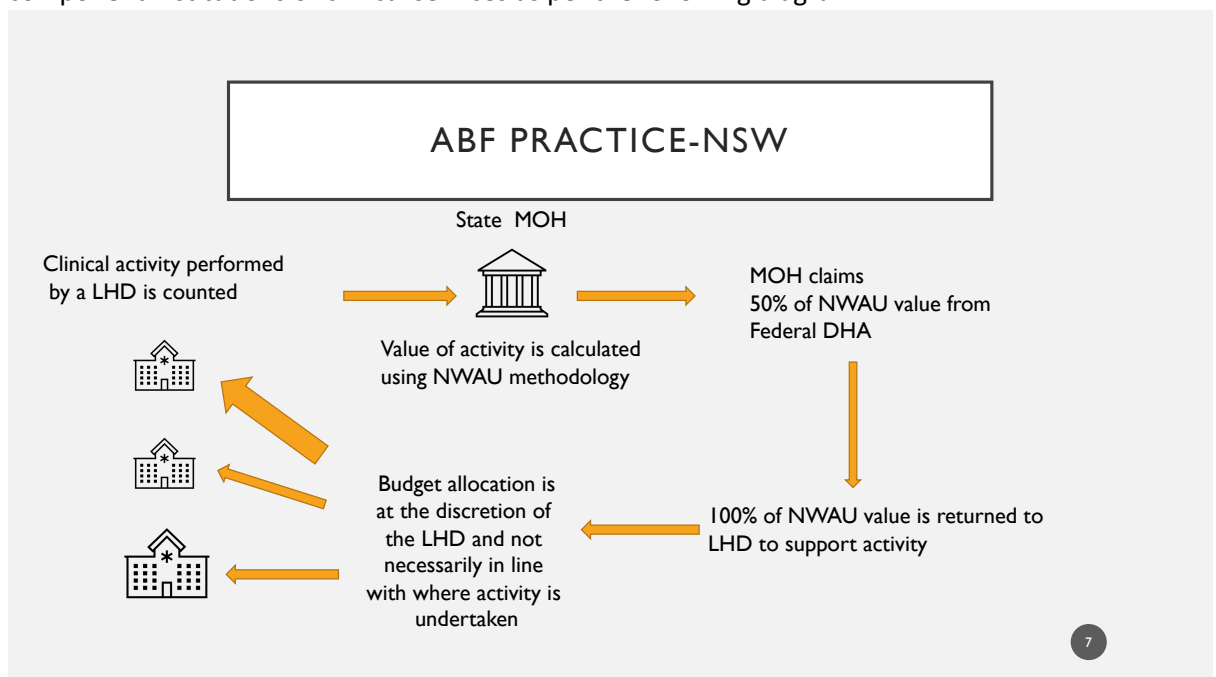 ABF PRACTICE-NSW
State MOH
Clinical activity performed
by a LHD is counted
Value of activity is calculated
using NWAU methodology
MOH claims
50% of NWAU value from
Federal DHA
100% of NWAU value is returned to
LHD to support activity
Budget allocation is
at the discretion of
the LHD and not
necessarily in line
with where activity is
undertaken
7